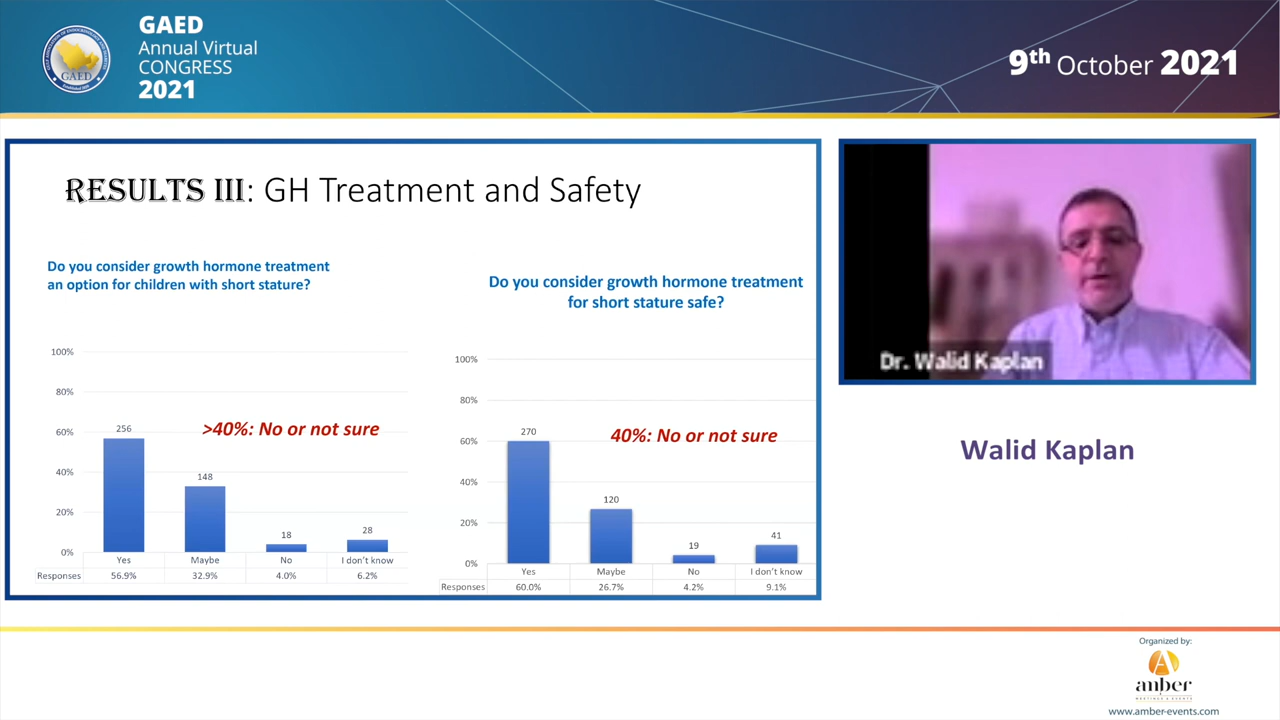 GAED
Annual Virtual
CONGRESS
2021
GAED
9th October 2021
RESULTS III: GH Treatment and Safety
Do you consider growth hormone treatment
an option for children with short stature?
100%
80%
60%
40%
20%
0%
>40%: No or not sure
256
148
18
28
Yes Maybe No I don't know
Responses 56.9% 32.9% 4.0% 6.2%
Do you consider growth hormone treatment
for short stature safe?
100%
80%
60%
40%
20%
0%
40%: No or not sure
270
120
19
41
Yes Maybe No I don't know
Responses 60.0% 26.7% 4.2% 9.1%
Dr. Walid Kaplan
Walid Kaplan
Organized by:
amber
MEETINGS & EVENTS
www.amber-events.com